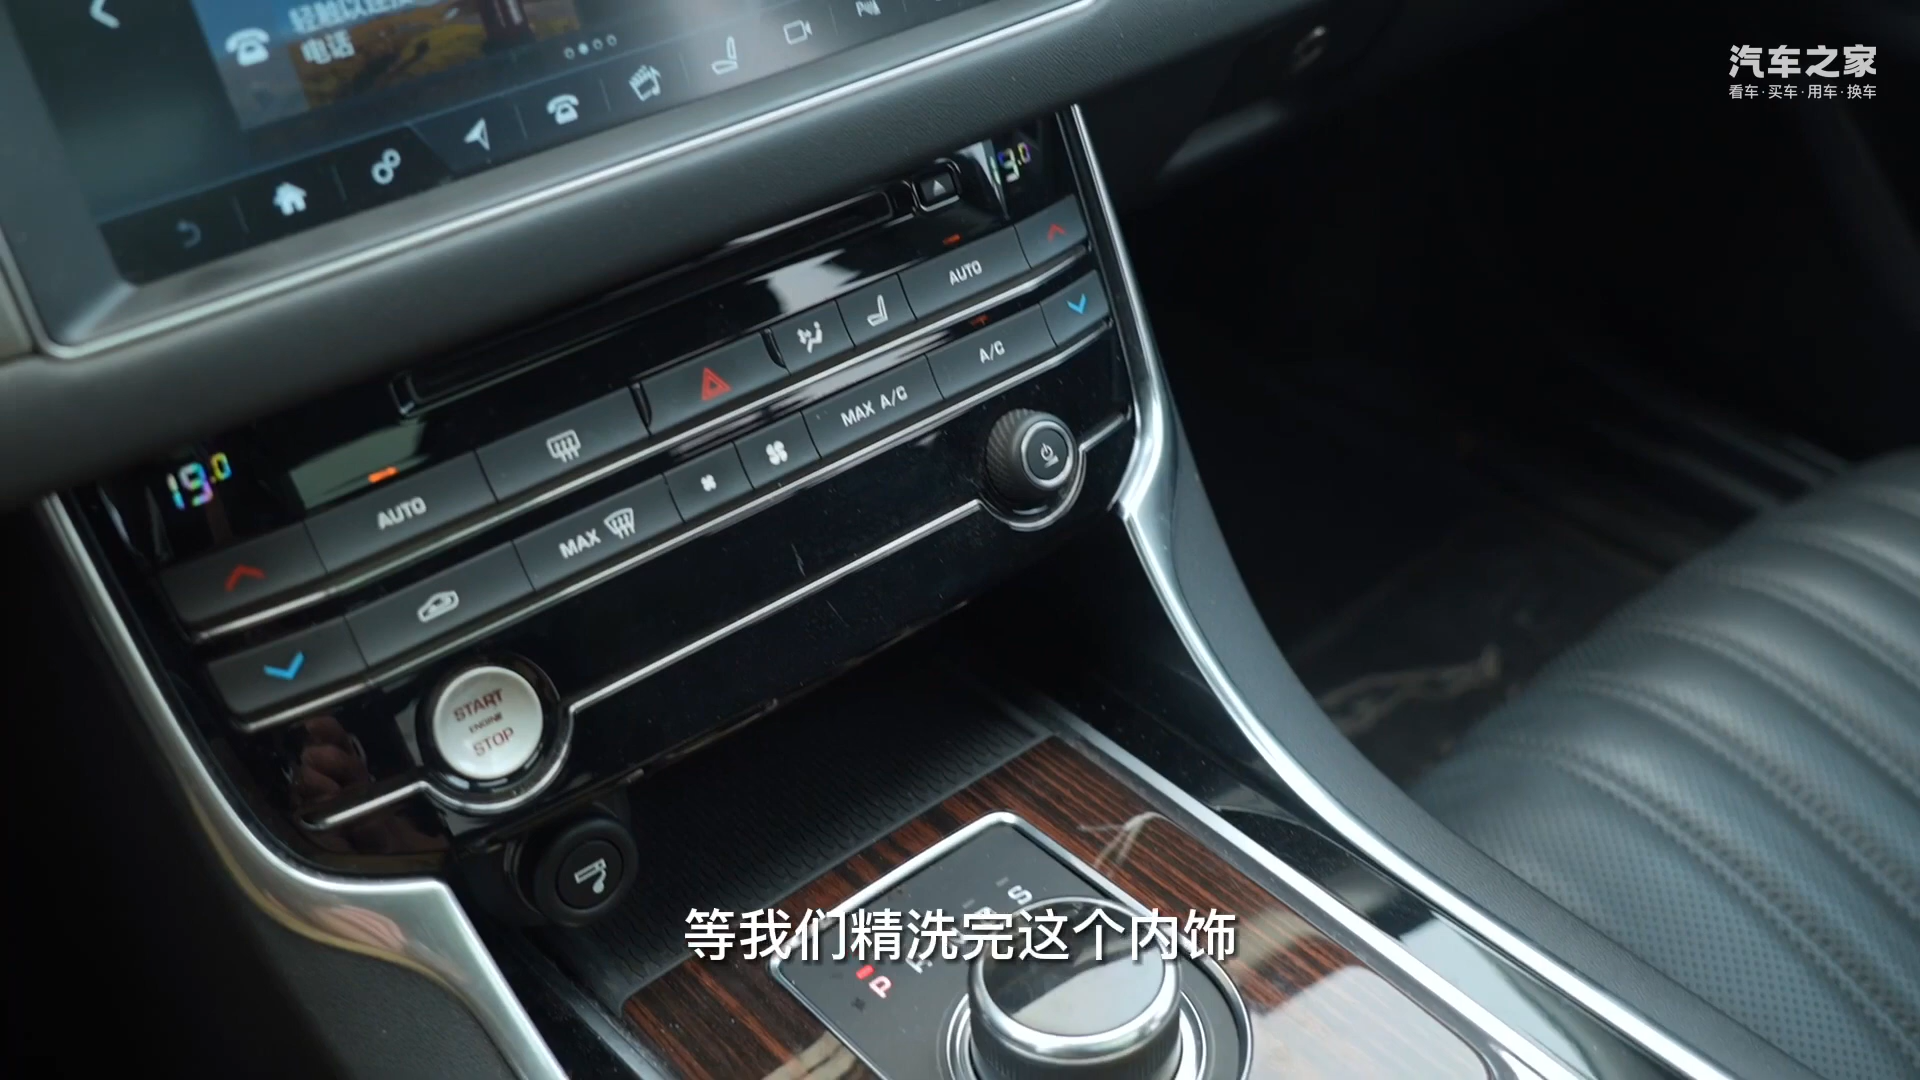 电话
汽车之家
看车·买车·用车·换车
19.0
AUTO
A/C
MAX A/C
19.0
AUTO
MAX
START
ENGINE
STOP
S
P
等我们精洗完这个内饰